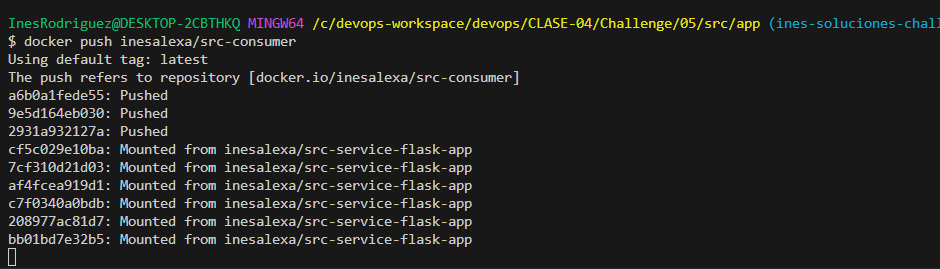 InesRodriguez@DESKTOP-2CBTHKQ MINGW64 /c/devops-workspace/devops/CLASE-04/Challenge/05/src/app (ines-soluciones-chall
$ docker push inesalexa/src-consumer
Using default tag: latest
The push refers to repository [docker.io/inesalexa/src-consumer]
a6b0a1fede55: Pushed
9e5d164eb030: Pushed
2931a932127a: Pushed
cf5c029e10ba: Mounted from inesalexa/src-service-flask-app
7cf310d21d03: Mounted from inesalexa/src-service-flask-app
af4fcea919d1: Mounted from inesalexa/src-service-flask-app
c7f0340a0bdb: Mounted from inesalexa/src-service-flask-app
208977ac81d7: Mounted from inesalexa/src-service-flask-app
bb01bd7e32b5: Mounted from inesalexa/src-service-flask-app